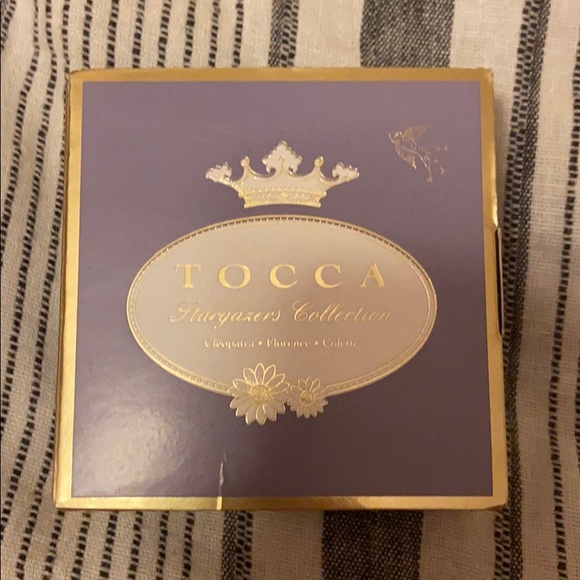 TOCCA
Stargazers Collection
Cleopatra • Florence • Colette